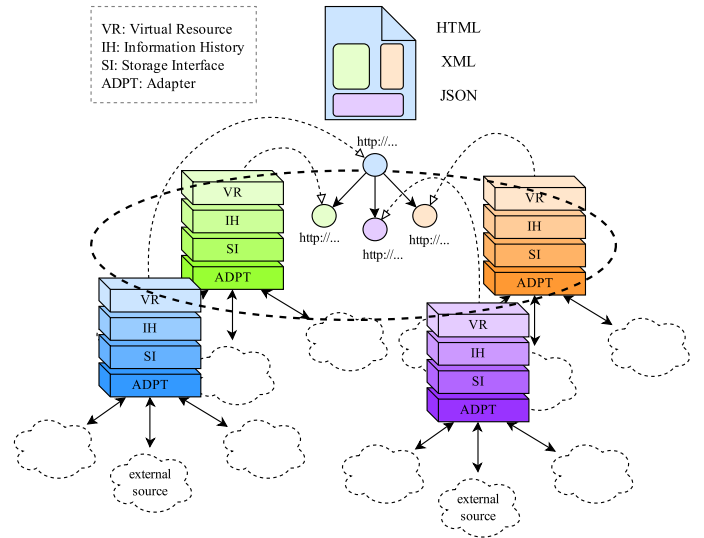 VR: Virtual Resource
IH: Information History
SI: Storage Interface
ADPT: Adapter
HTML
XML
JSON
http://...
http://...
http://...
http://...
VR
IH
SI
ADPT
VR
IH
SI
ADPT
VR
IH
SI
ADPT
VR
IH
SI
ADPT
external
source
external
source